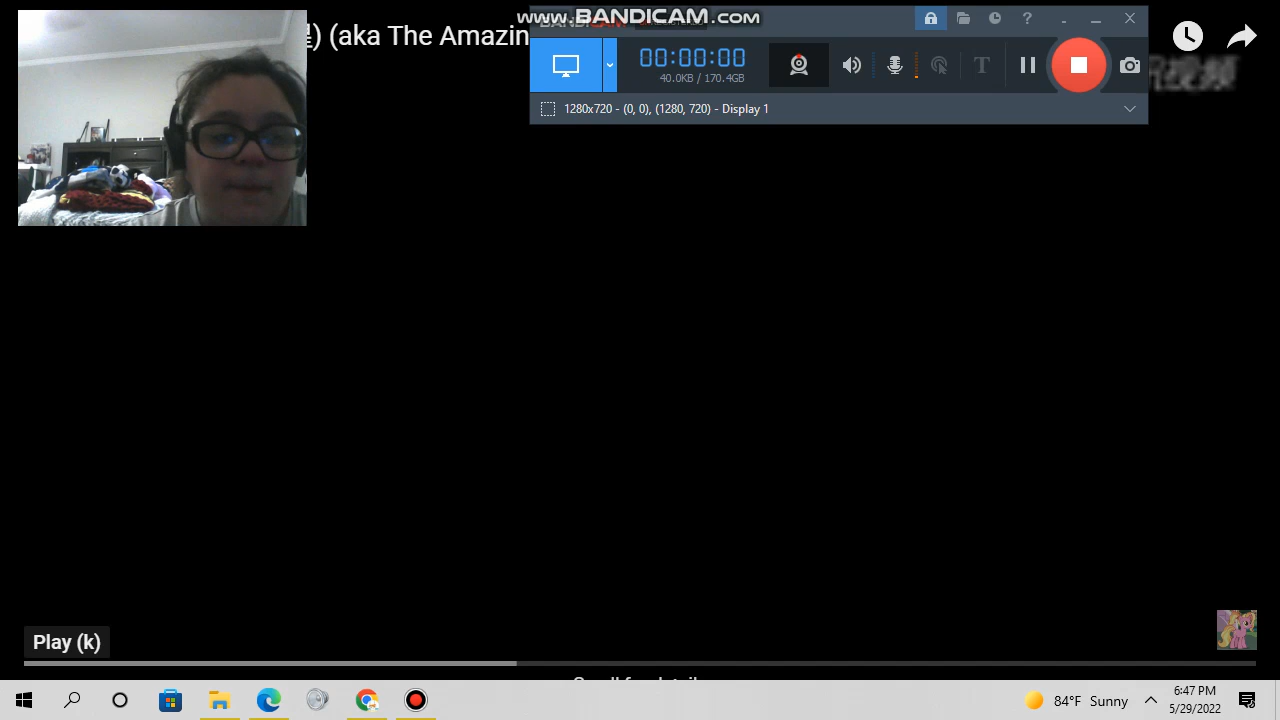 www.BANDICAM.com
(aka The Amazin
00:00:00
40.0KB / 170.4GB
1280x720 - (0, 0), (1280, 720) - Display 1
Play (k)
84°F Sunny
6:47 PM
5/29/2022